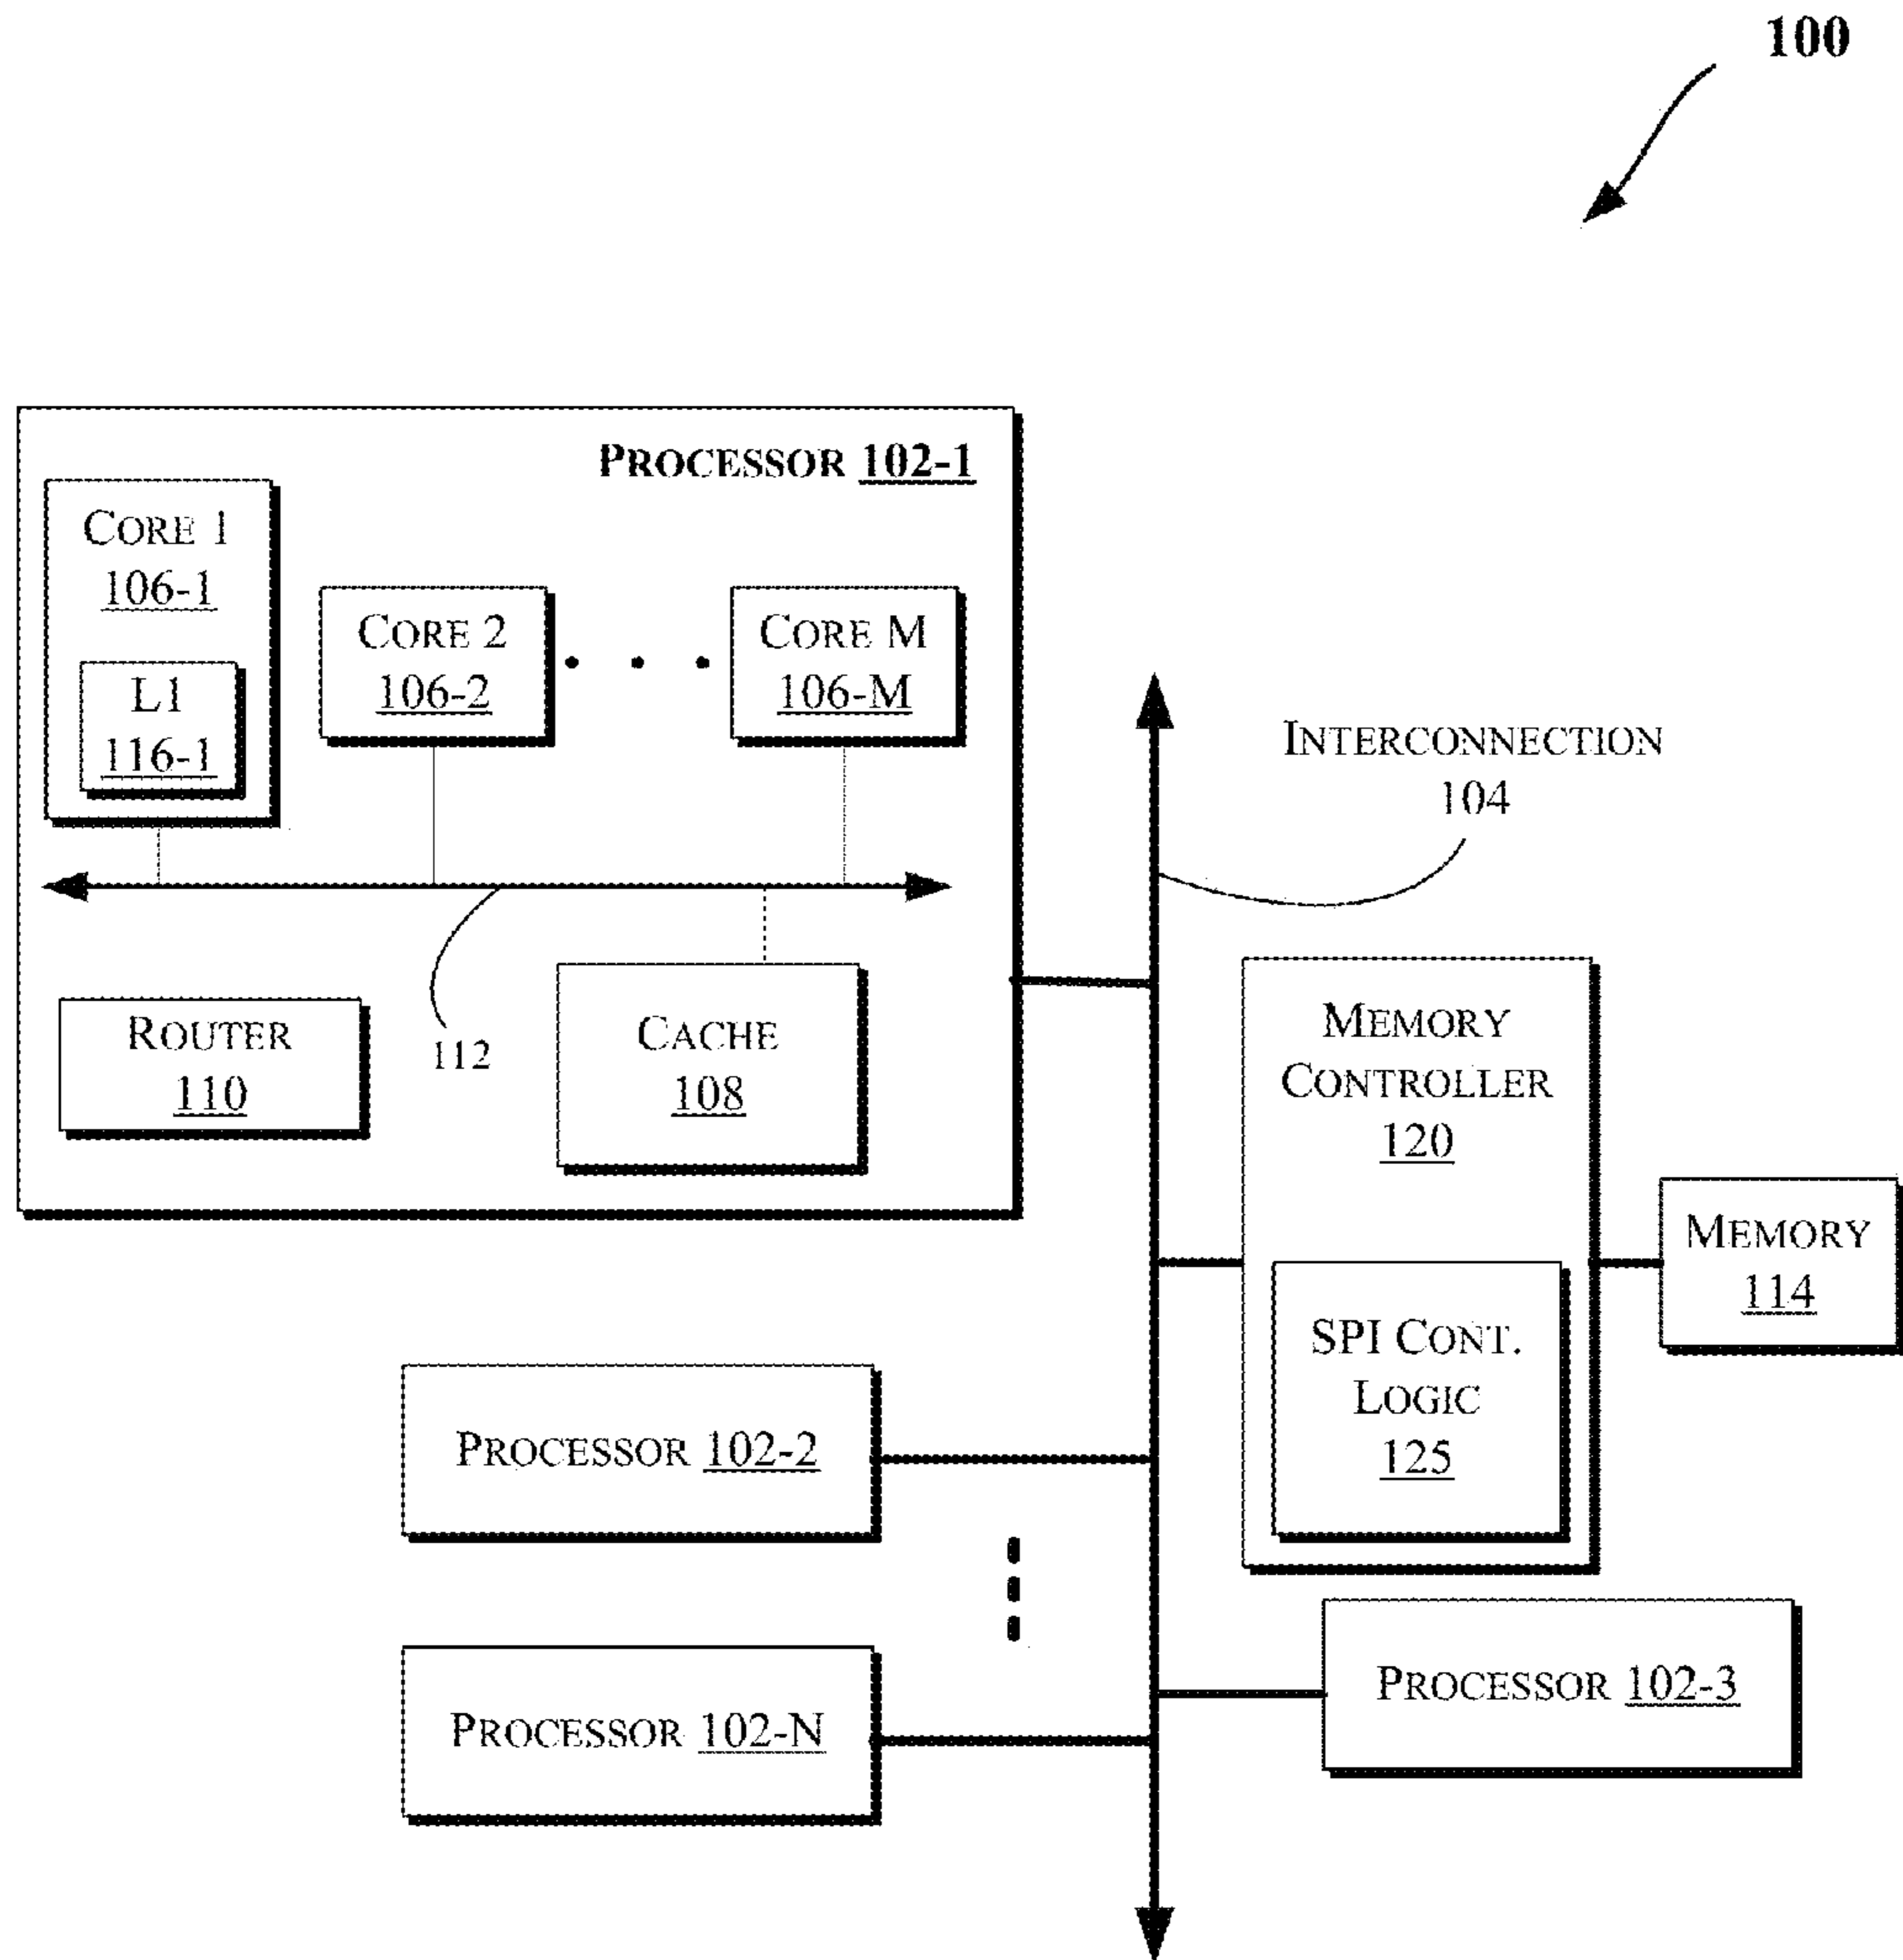 100
PROCESSOR 102-1
CORE 1
106-1
L1
116-1
CORE 2
106-2
CORE M
106-M
112
ROUTER
110
CACHE
108
INTERCONNECTION
104
MEMORY
CONTROLLER
120
SPI CONT.
LOGIC
125
MEMORY
114
PROCESSOR 102-2
PROCESSOR 102-N
PROCESSOR 102-3